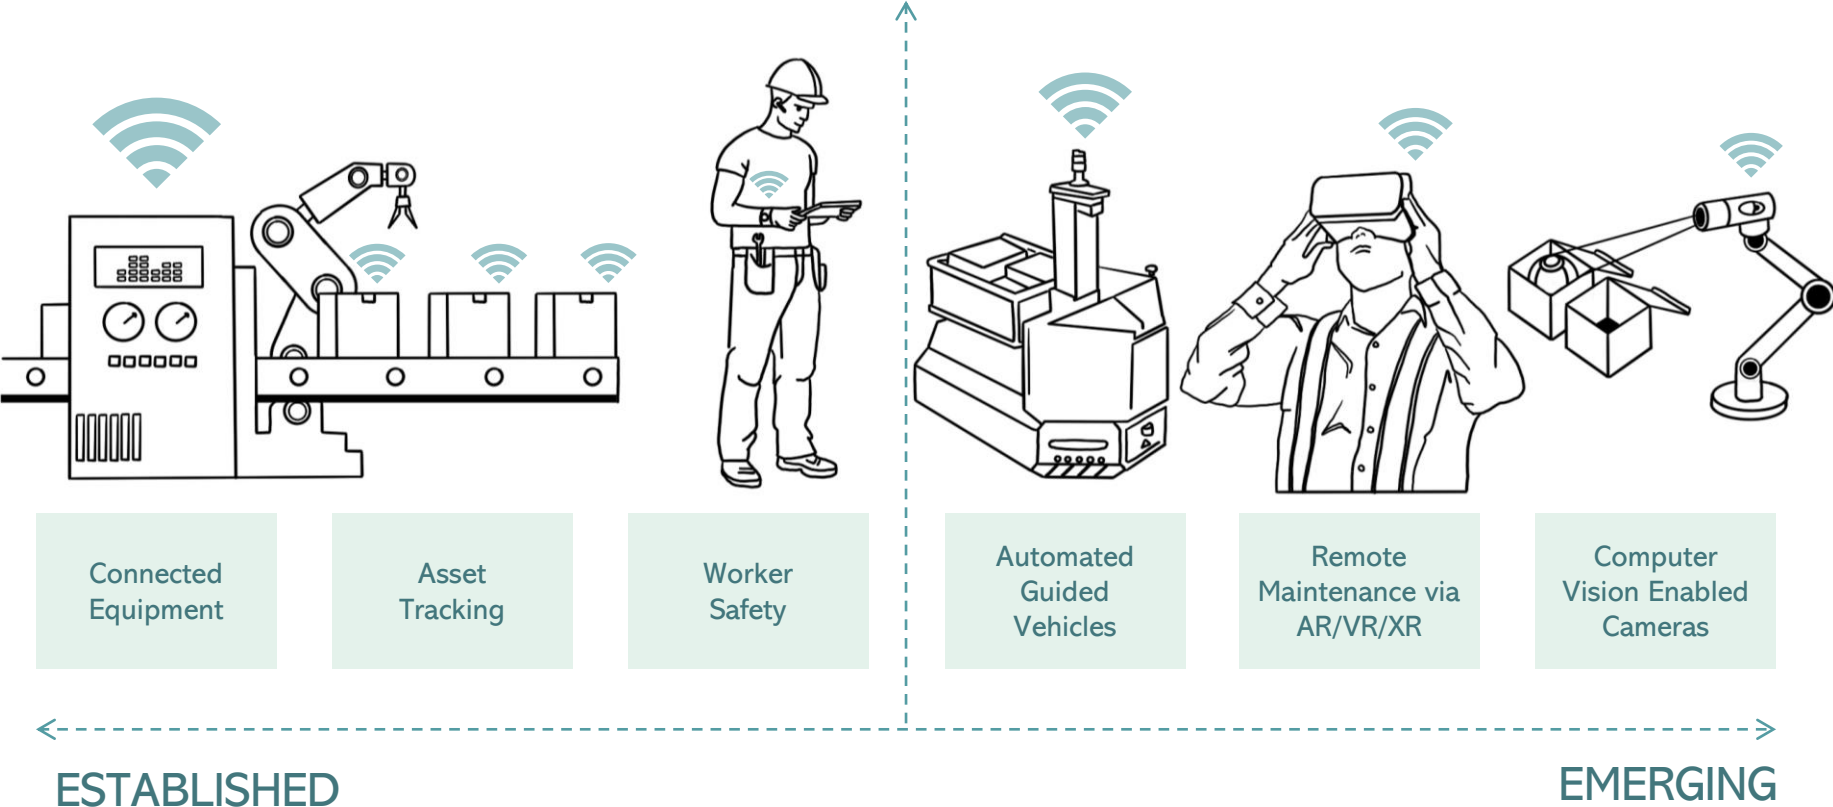 Connected
Equipment
Asset
Tracking
Worker
Safety
Automated
Guided
Vehicles
Remote
Maintenance via
AR/VR/XR
Computer
Vision Enabled
Cameras
ESTABLISHED
EMERGING